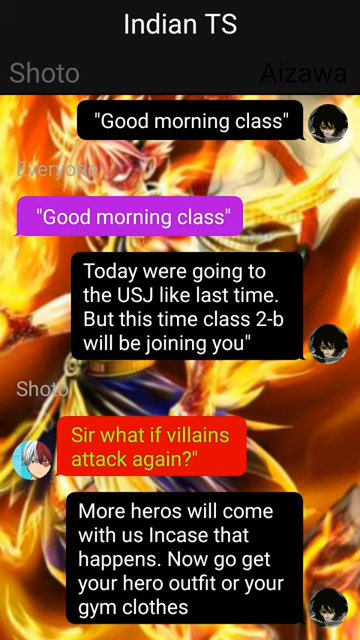 Indian TS
Shoto Aizawa
"Good morning class"
Everyone
"Good morning class"
Today were going to
the USJ like last time.
But this time class 2-b
will be joining you"
Shoto
Sir what if villains
attack again?"
More heros will come
with us Incase that
happens. Now go get
your hero outfit or your
gym clothes